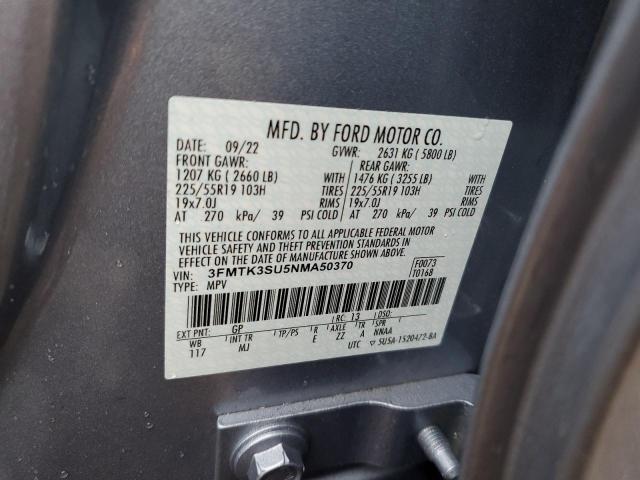 MFD. BY FORD MOTOR CO.
DATE: 09/22 GVWR: 2631 KG ( 5800 LB)
FRONT GAWR: REAR GAWR:
1207 KG ( 2660 LB) WITH 1476 KG ( 3255 LB) WITH
225/55R19 103H TIRES 225/55R19 103H TIRES
19x7.0J RIMS 19x7.0J RIMS
AT 270 kPa/ 39 PSI COLD AT 270 kPa/ 39 PSI COLD
THIS VEHICLE CONFORMS TO ALL APPLICABLE FEDERAL MOTOR
VEHICLE SAFETY AND THEFT PREVENTION STANDARDS IN
EFFECT ON THE DATE OF MANUFACTURE SHOWN ABOVE.
VIN: 3FMTK3SU5NMA50370 F0073
TYPE: MPV T0168
EXT PNT: GP RC: 13 DSO:
WB INT TR TP/PS R AXLE TR SPR
117 MJ E ZZ A NNAA
UTC ▽ 5U5A-1520472-BA